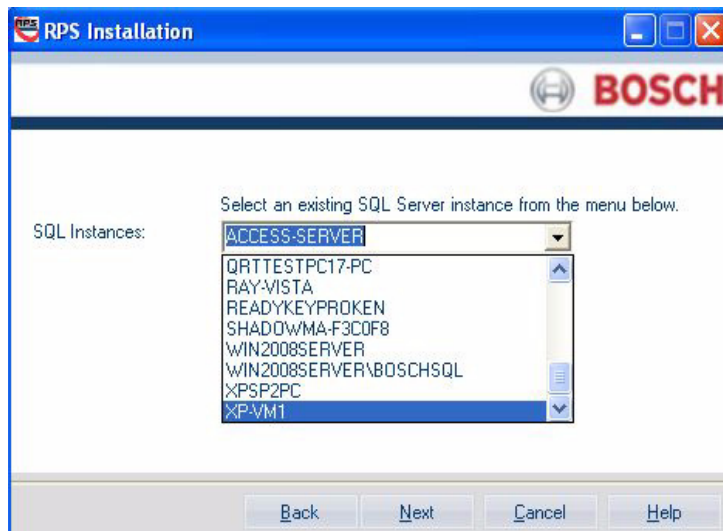 RPS RPS Installation
BOSCH
Select an existing SQL Server instance from the menu below.
SQL Instances: ACCESS-SERVER
QRTTESTPC17-PC
RAY-VISTA
READYKEYPROKEN
SHADOWMA-F3C0F8
WIN2008SERVER
WIN2008SERVER\BOSCHSQL
XPSP2PC
XP-VM1
Back Next Cancel Help